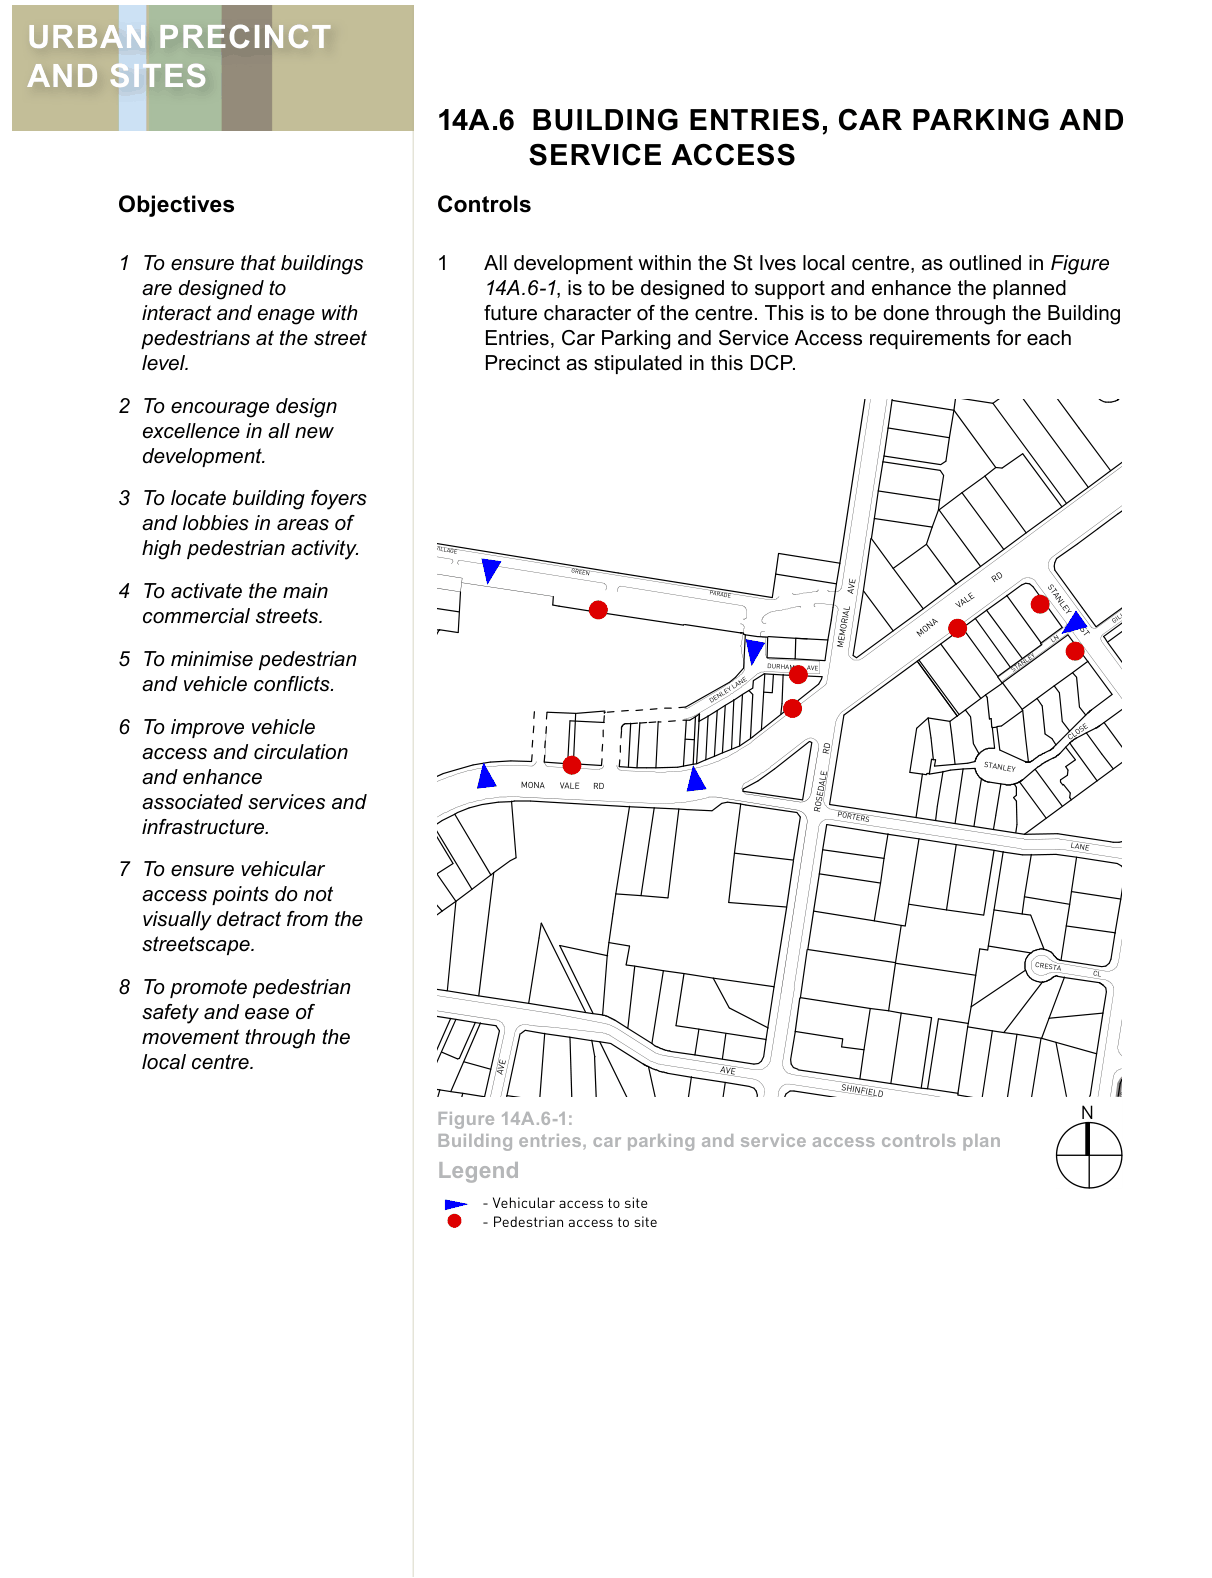 URBAN PRECINCT
AND SITES
14A.6 BUILDING ENTRIES, CAR PARKING AND
SERVICE ACCESS
Objectives
1 To ensure that buildings
are designed to
interact and enage with
pedestrians at the street
level.
2 To encourage design
excellence in all new
development.
3 To locate building foyers
and lobbies in areas of
high pedestrian activity.
4 To activate the main
commercial streets.
5 To minimise pedestrian
and vehicle conflicts.
6 To improve vehicle
access and circulation
and enhance
associated services and
infrastructure.
7 To ensure vehicular
access points do not
visually detract from the
streetscape.
8 To promote pedestrian
safety and ease of
movement through the
local centre.
Controls
1 All development within the St Ives local centre, as outlined in Figure
14A.6-1, is to be designed to support and enhance the planned
future character of the centre. This is to be done through the Building
Entries, Car Parking and Service Access requirements for each
Precinct as stipulated in this DCP.
GREEN
PARADE
MEMORIAL AVE
MONA VALE RD
STANLEY
ST
STANLEY LN
AVE
DENLEY LANE
STANLEY
CLOSE
MONA VALE RD
ROSEDALE RD
PORTERS
LANE
CRESTA
CL
AVE
AVE
SHINFIELD
Figure 14A.6-1:
Building entries, car parking and service access controls plan
N
Legend
- Vehicular access to site
- Pedestrian access to site